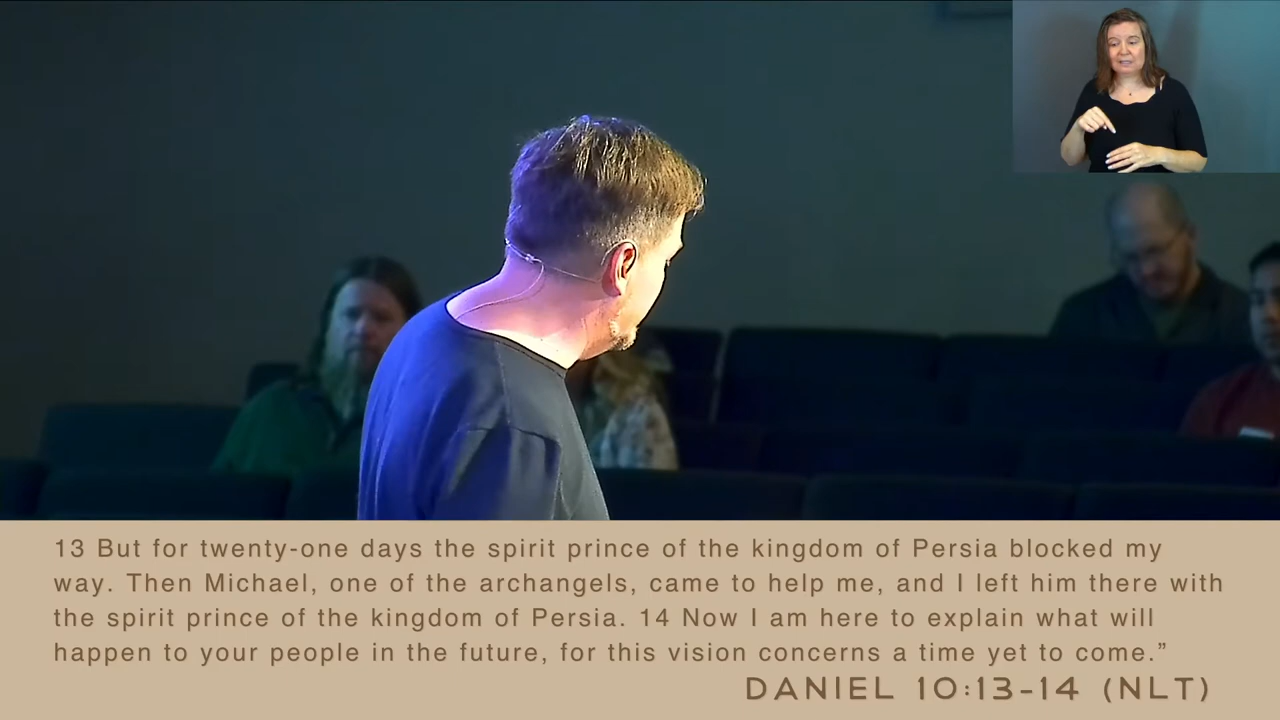 13 But for twenty-one days the spirit prince of the kingdom of Persia blocked my
way. Then Michael, one of the archangels, came to help me, and I left him there with
the spirit prince of the kingdom of Persia. 14 Now I am here to explain what will
happen to your people in the future, for this vision concerns a time yet to come.”
DANIEL 10:13-14 (NLT)